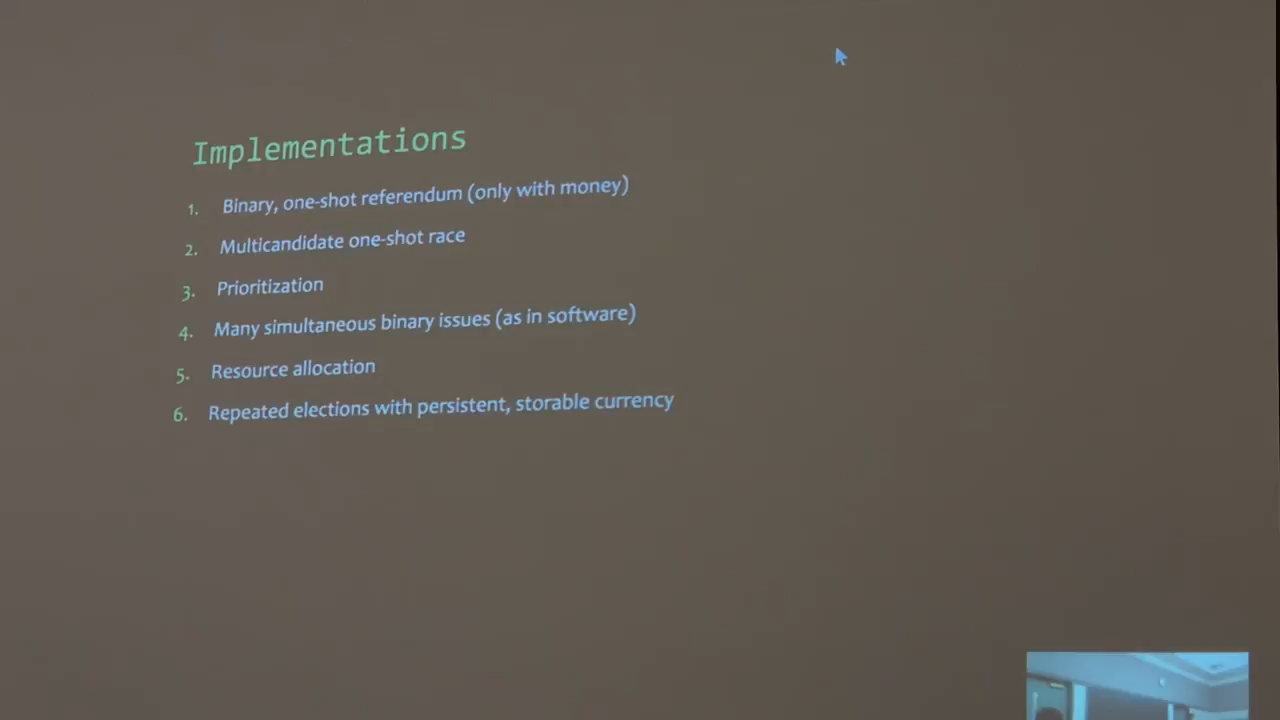 Implementations
1. Binary, one-shot referendum (only with money)
2. Multicandidate one-shot race
3. Prioritization
4. Many simultaneous binary issues (as in software)
5. Resource allocation
6. Repeated elections with persistent, storable currency